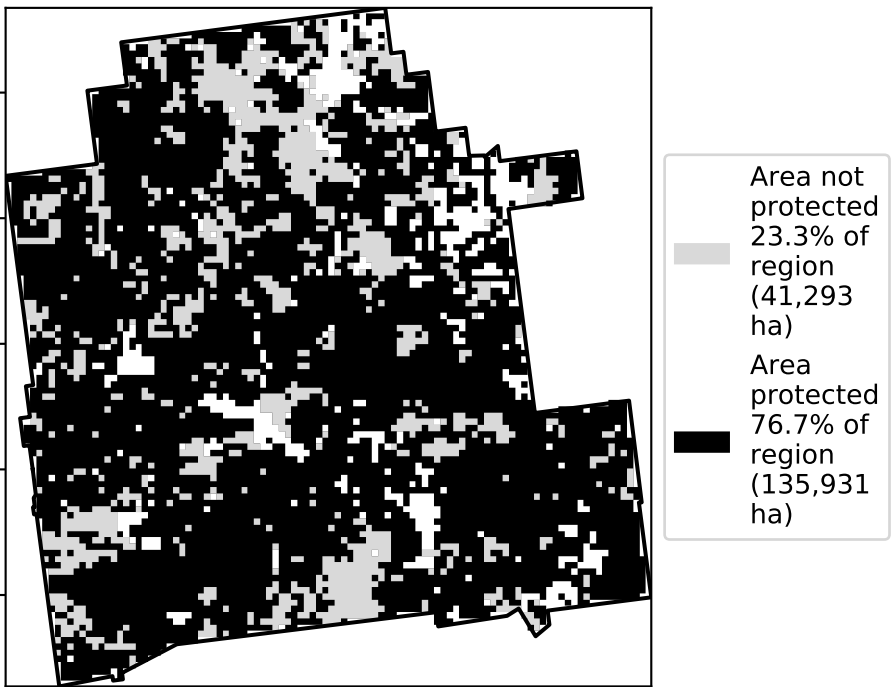 Area not
protected
23.3% of
region
(41,293
ha)
Area
protected
76.7% of
region
(135,931
ha)